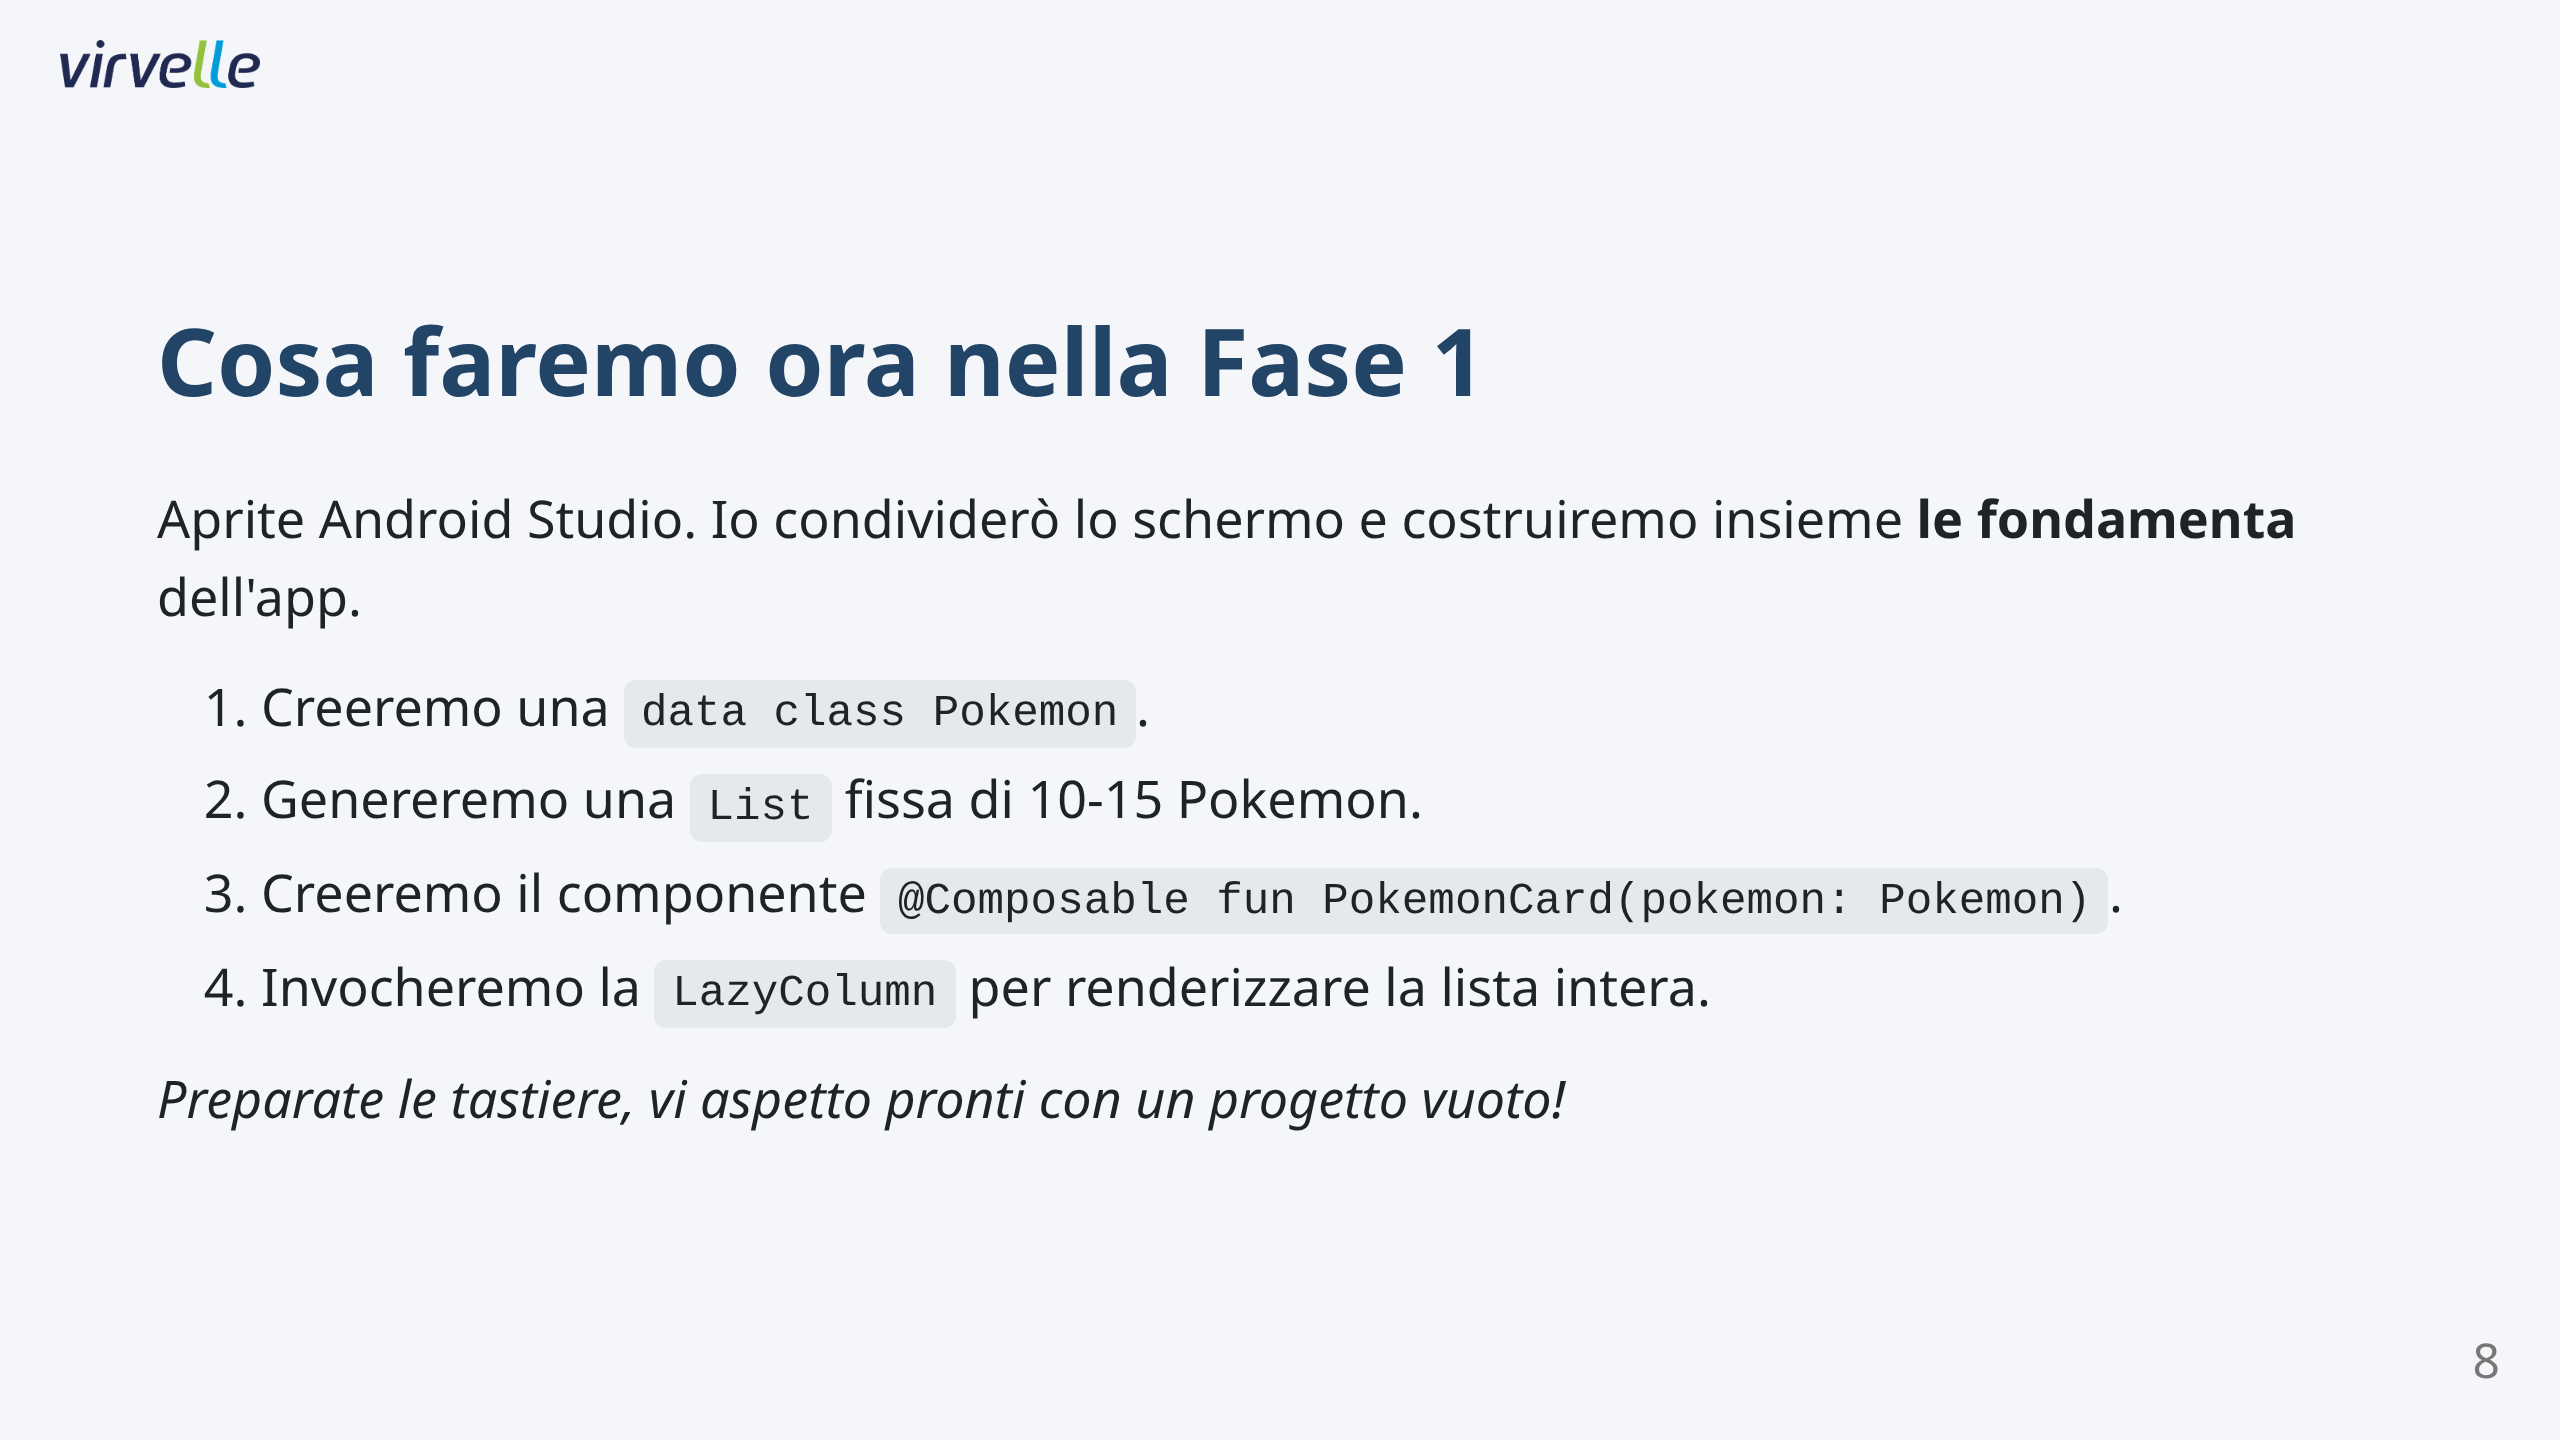 virvelle
Cosa faremo ora nella Fase 1
Aprite Android Studio. Io condividerò lo schermo e costruiremo insieme le fondamenta
dell'app.
1. Creeremo una data class Pokemon.
2. Genereremo una List fissa di 10-15 Pokemon.
3. Creeremo il componente @Composable fun PokemonCard(pokemon: Pokemon).
4. Invocheremo la LazyColumn per renderizzare la lista intera.
Preparate le tastiere, vi aspetto pronti con un progetto vuoto!
8